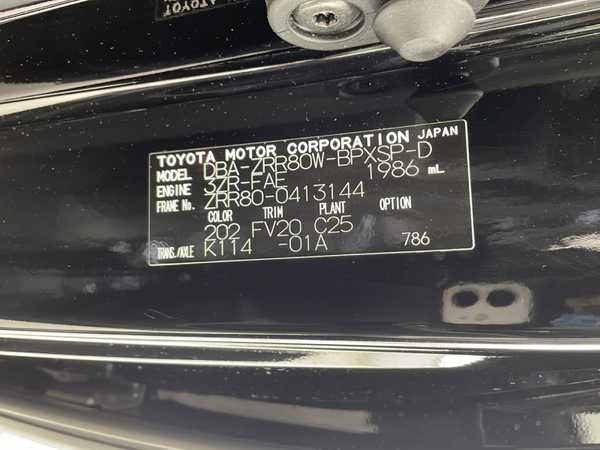 TOYOTA
TOYOTA MOTOR CORPORATION JAPAN
MODEL DBA-ZRR80W-BPXSP-D
ENGINE 3ZR-FAE 1986 mL
FRAME No. ZRR80-0413144
COLOR TRIM PLANT OPTION
202 FV20 C25
TRANS./AXLE K114 -01A 786